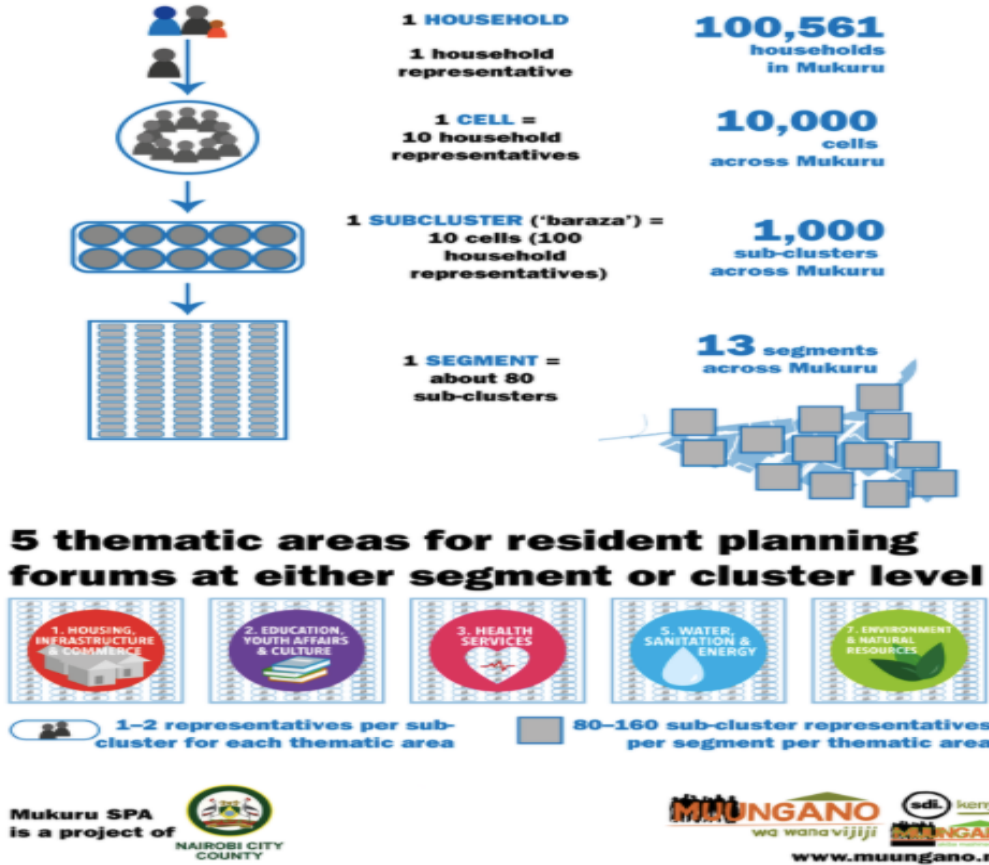 1 HOUSEHOLD
1 household
representative
100,561
households
in Mukuru
1 CELL =
10 household
representatives
10,000
cells
across Mukuru
1 SUBCLUSTER (‘baraza’) =
10 cells (100
household
representatives)
1,000
sub-clusters
across Mukuru
1 SEGMENT =
about 80
sub-clusters
13 segments
across Mukuru
5 thematic areas for resident planning
forums at either segment or cluster level
1. HOUSING,
INFRASTRUCTURE
& COMMERCE
2. EDUCATION,
YOUTH AFFAIRS
& CULTURE
3. HEALTH
SERVICES
5. WATER,
SANITATION &
ENERGY
7. ENVIRONMENT
& NATURAL
RESOURCES
1–2 representatives per sub-
cluster for each thematic area
80–160 sub-cluster representatives
per segment per thematic area
Mukuru SPA
is a project of
NAIROBI CITY
COUNTY
MUUNGANO
wa wanavijiji
sdi. keny
MUUNGA
www.muungano.n